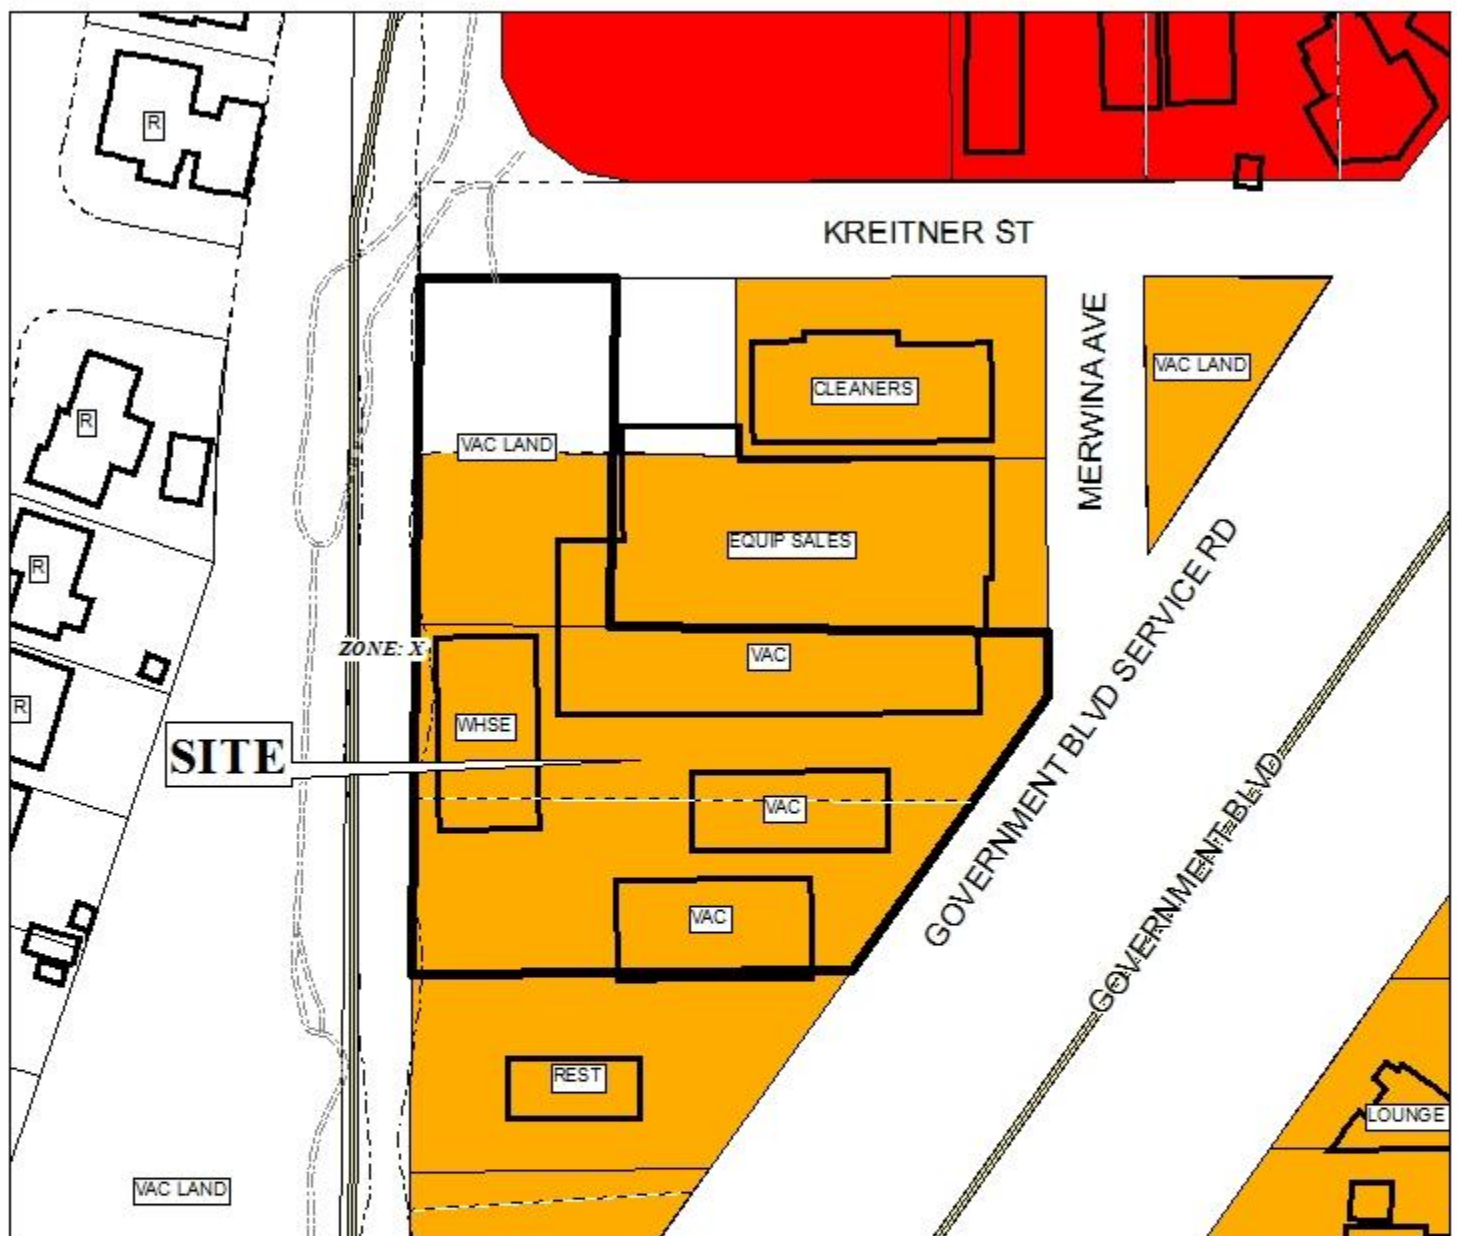 R
KREITNER ST
MERWINA AVE
VAC LAND
CLEANERS
R
VAC LAND
EQUIP SALES
R
ZONE: X
VAC
R
WHSE
SITE
VAC
GOVERNMENT BLVD SERVICE RD
GOVERNMENT BLVD
VAC
REST
LOUNGE
VAC LAND